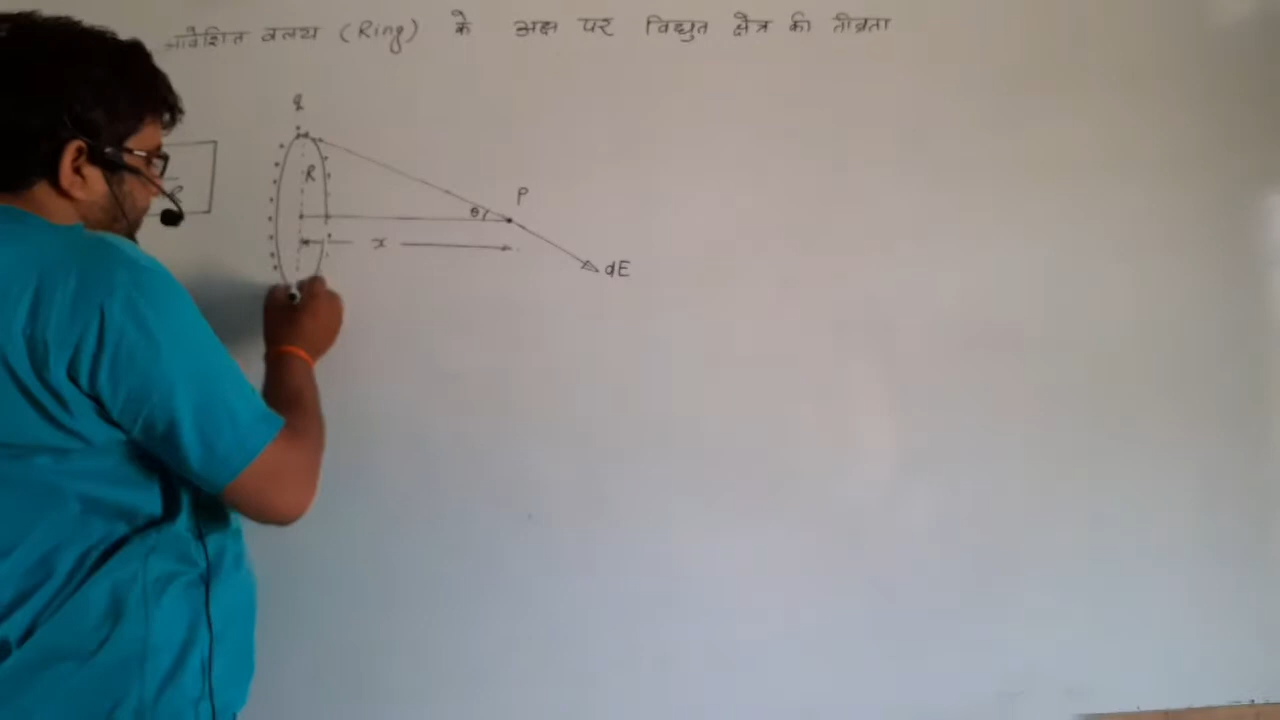 आवेशित वलय (Ring) के अक्ष पर विद्युत क्षेत्र की तीव्रता
q
R
P
θ
x
dE